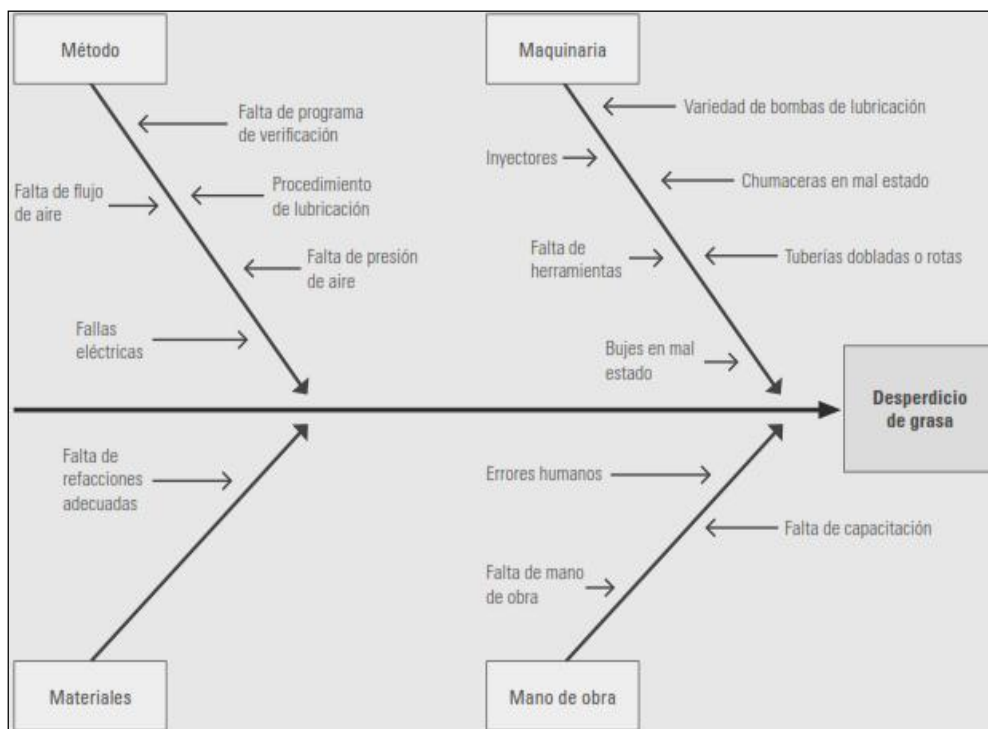 Método
Maquinaria
Falta de programa
de verificación
Variedad de bombas de lubricación
Inyectores
Falta de flujo
de aire
Procedimiento
de lubricación
Chumaceras en mal estado
Falta de presión
de aire
Falta de
herramientas
Tuberías dobladas o rotas
Fallas
eléctricas
Bujes en mal
estado
Desperdicio
de grasa
Falta de
refacciones
adecuadas
Errores humanos
Falta de capacitación
Falta de mano
de obra
Materiales
Mano de obra